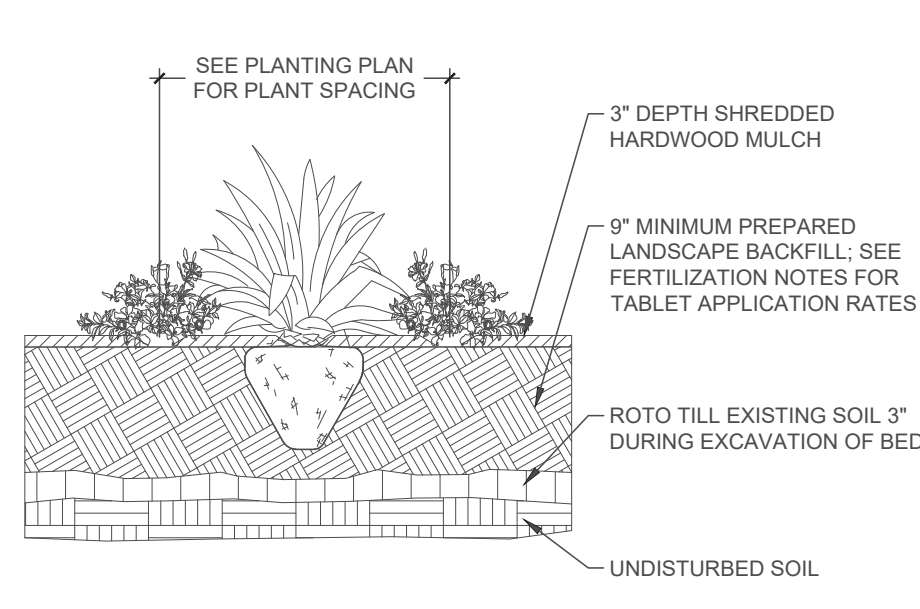 SEE PLANTING PLAN
FOR PLANT SPACING
3" DEPTH SHREDDED
HARDWOOD MULCH
9" MINIMUM PREPARED
LANDSCAPE BACKFILL; SEE
FERTILIZATION NOTES FOR
TABLET APPLICATION RATES
ROTO TILL EXISTING SOIL 3"
DURING EXCAVATION OF BED
UNDISTURBED SOIL